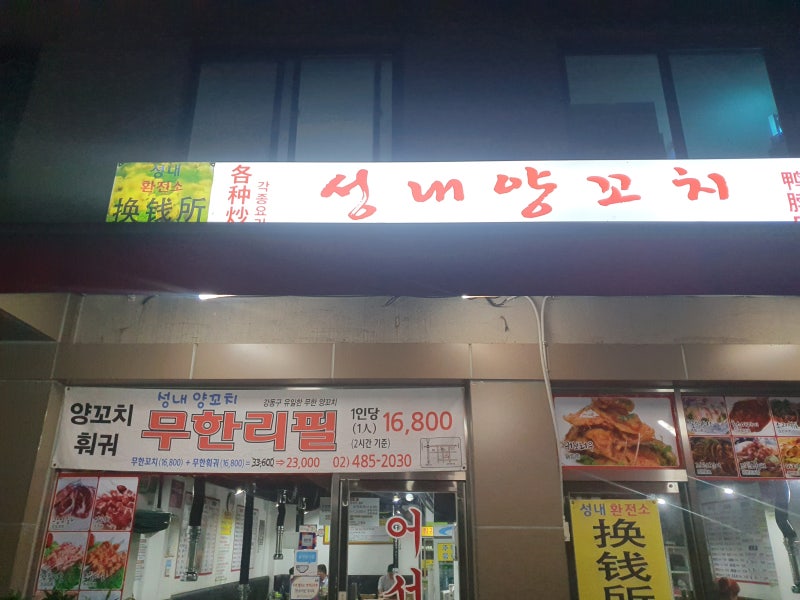 성내
환전소
换钱所
各种炒
각종요리
성내양꼬치
양꼬치
훠궈
성내 양꼬치
강동구 유일한 무한 양꼬치
무한리필
1인당
(1人)
16,800
(2시간 기준)
무한꼬치(16,800) + 무한훠궈(16,800)=33,600⇒23,000
02) 485-2030
성내 환전소
换钱所
어서